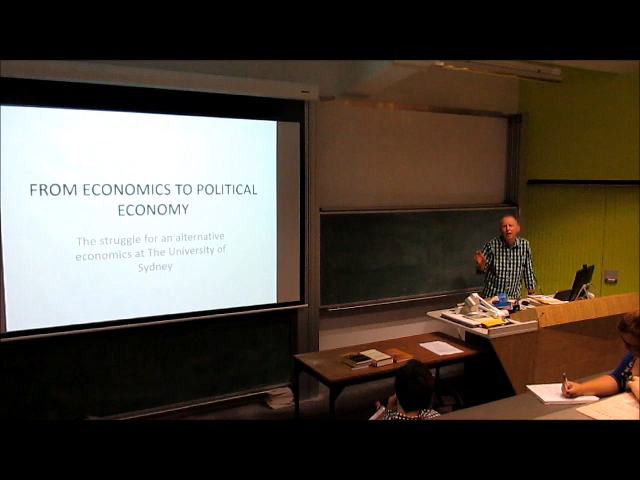 FROM ECONOMICS TO POLITICAL
ECONOMY
The struggle for an alternative
economics at The University of
Sydney